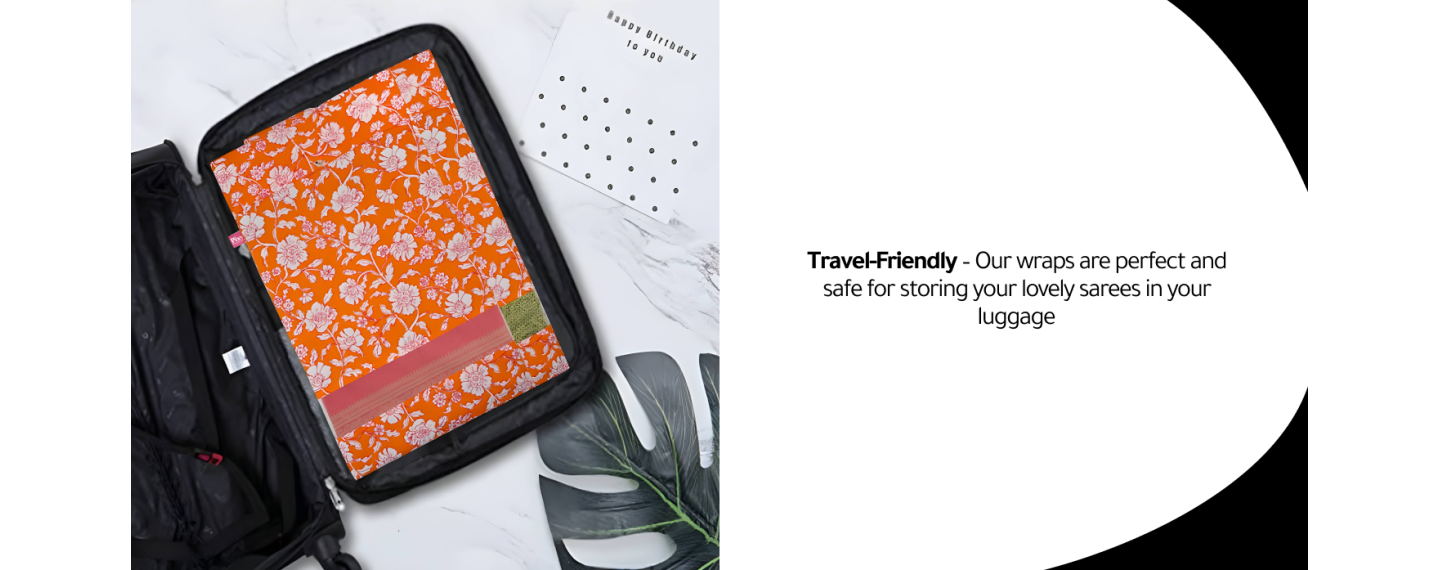 Happy Birthday
to you
Travel-Friendly - Our wraps are perfect and
safe for storing your lovely sarees in your
luggage